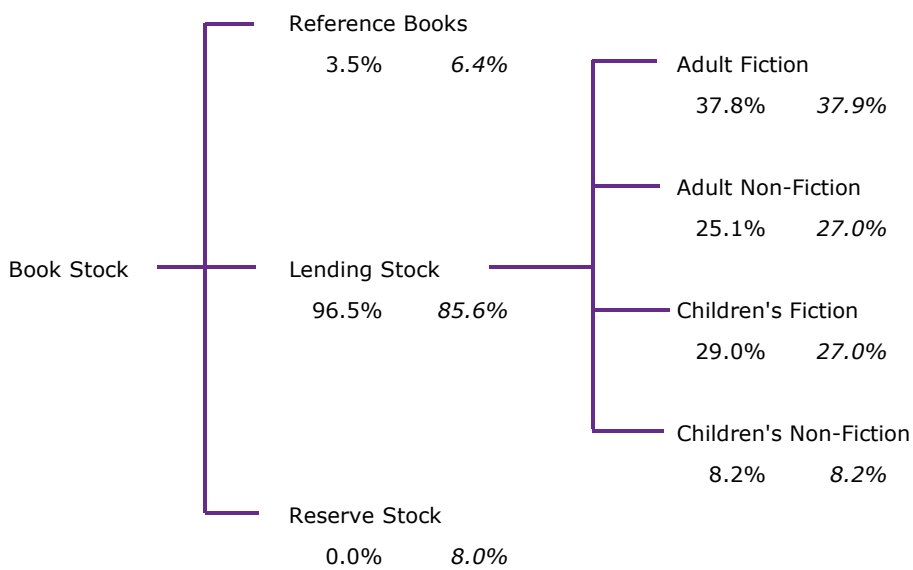 Reference Books
3.5% 6.4%
Adult Fiction
37.8% 37.9%
Adult Non-Fiction
25.1% 27.0%
Book Stock
Lending Stock
96.5% 85.6%
Children's Fiction
29.0% 27.0%
Children's Non-Fiction
8.2% 8.2%
Reserve Stock
0.0% 8.0%